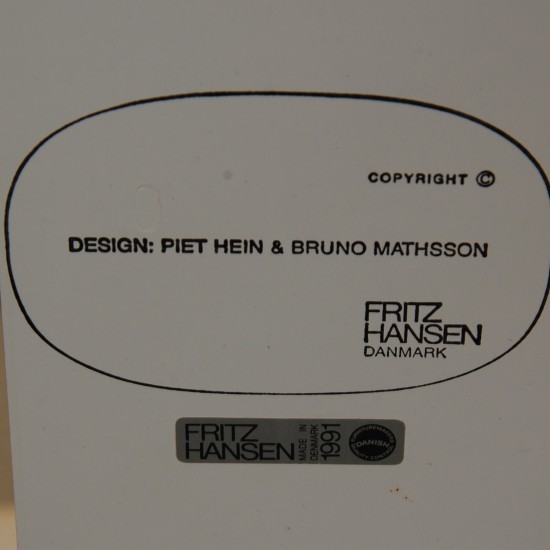 COPYRIGHT ©
DESIGN: PIET HEIN & BRUNO MATHSSON
FRITZ
HANSEN
DANMARK
FRITZ
HANSEN
MADE IN
DENMARK
1991
DANISH